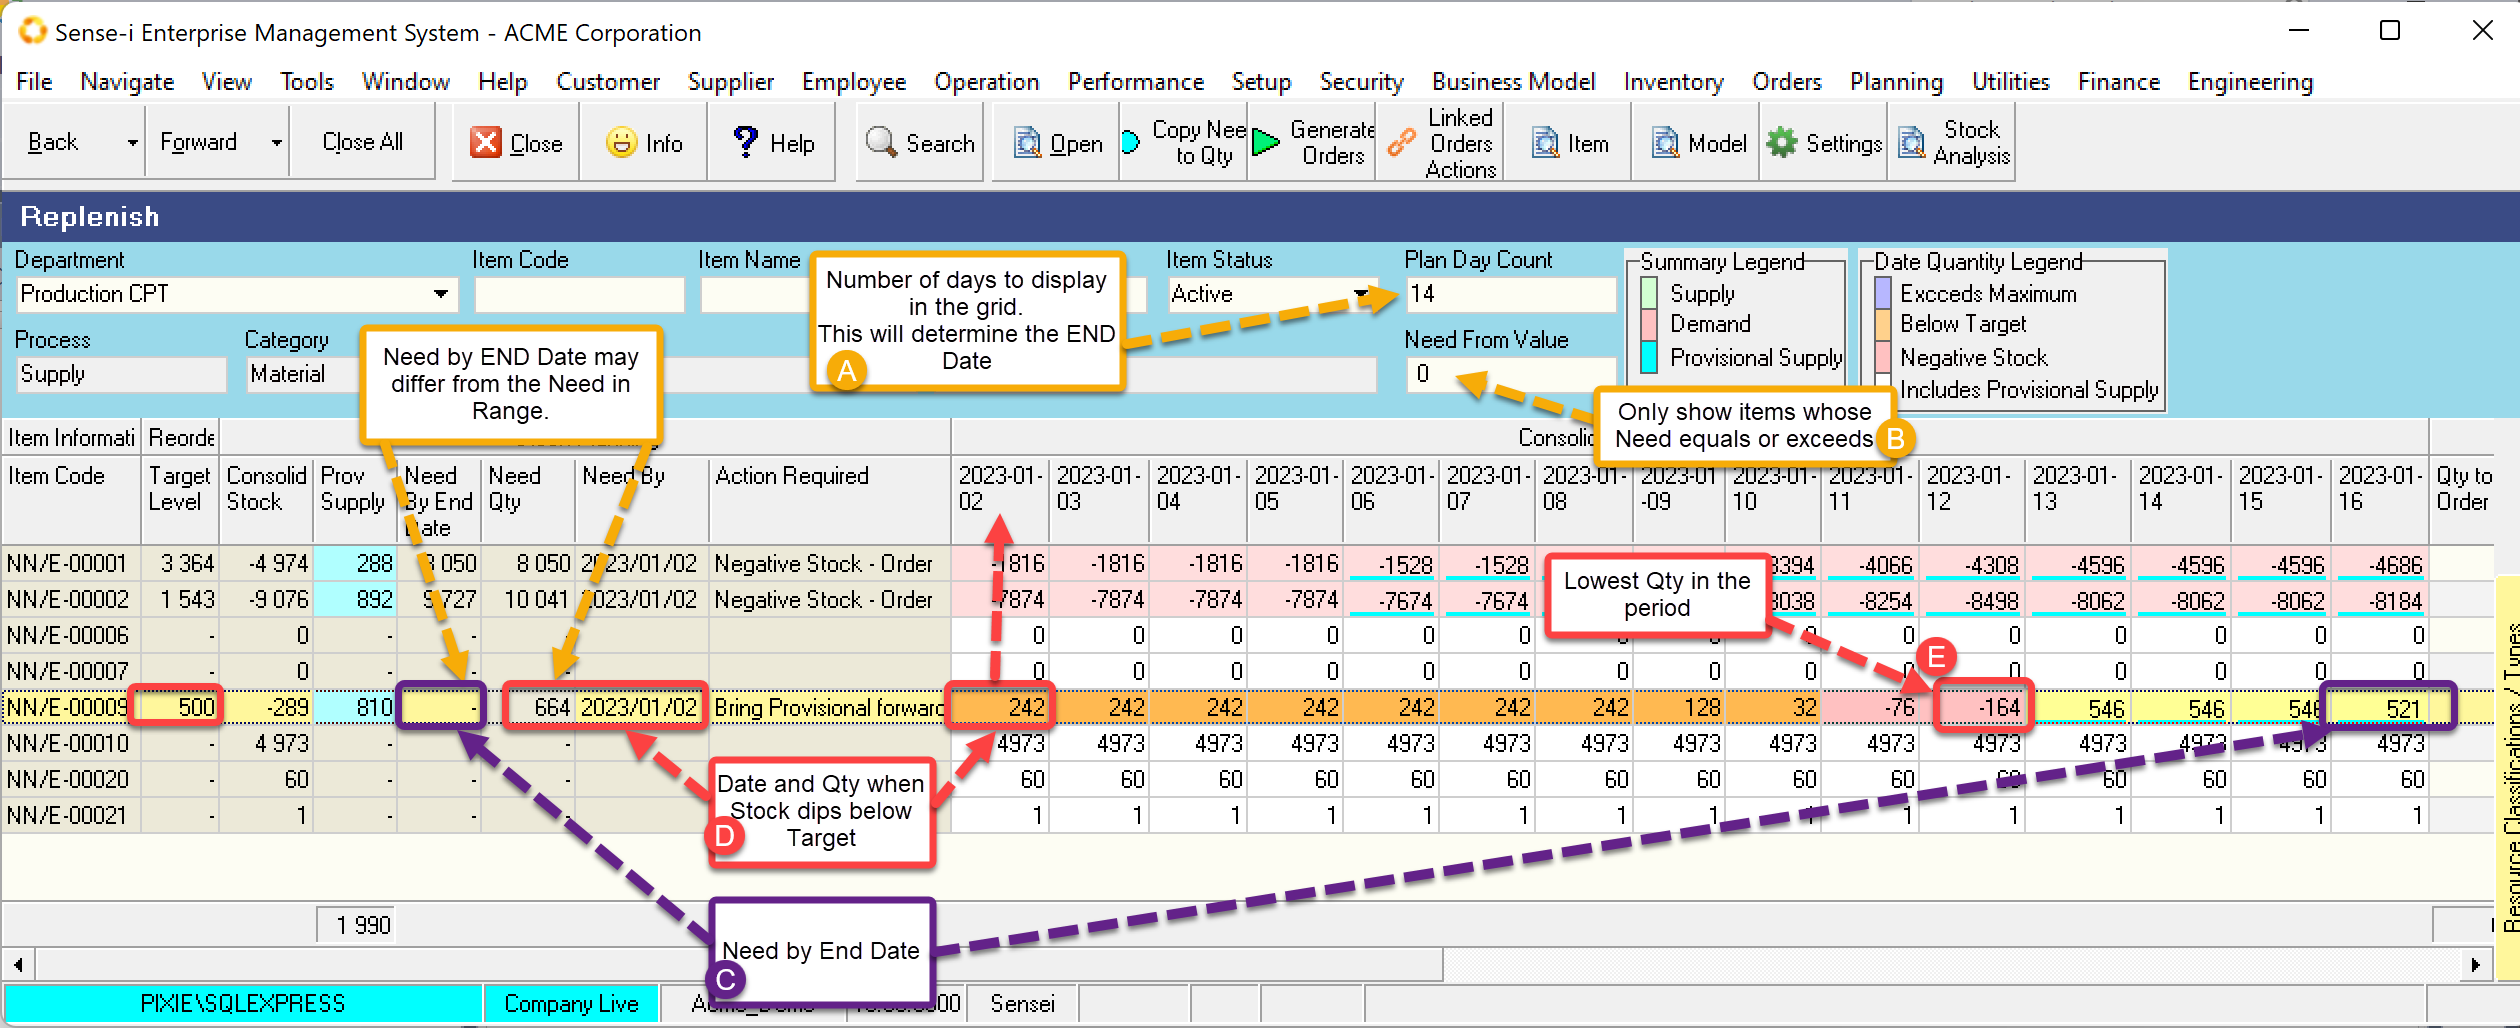 Sense-i Enterprise Management System - ACME Corporation
File Navigate View Tools Window Help Customer Supplier Employee Operation Performance Setup Security Business Model Inventory Orders Planning Utilities Finance Engineering
Back Forward Close All Close Info Help Search Open Copy Nee to Qty Generate Orders Linked Orders Actions Item Model Settings Stock Analysis
Replenish
Department Item Code Item Name Item Status Plan Day Count
Production CPT Active 14
Process Category Need From Value
Supply Material 0
Summary Legend
Supply
Demand
Provisional Supply
Date Quantity Legend
Exceeds Maximum
Below Target
Negative Stock
Includes Provisional Supply
Number of days to display
in the grid.
This will determine the END
Date
A
Need by END Date may
differ from the Need in
Range.
Only show items whose
Need equals or exceeds
B
Item Informati Reorde Consolid
Item Code Target Level Consolid Stock Prov Supply Need By End Date Need Qty Need By Action Required 2023-01-02 2023-01-03 2023-01-04 2023-01-05 2023-01-06 2023-01-07 2023-01-08 2023-01-09 2023-01-10 2023-01-11 2023-01-12 2023-01-13 2023-01-14 2023-01-15 2023-01-16 Qty to Order
NN/E-00001 3 364 -4 974 288 8 050 8 050 2023/01/02 Negative Stock - Order -1816 -1816 -1816 -1816 -1528 -1528 3394 -4066 -4308 -4596 -4596 -4596 -4686
NN/E-00002 1 543 -9 076 892 9 727 10 041 2023/01/02 Negative Stock - Order -7874 -7874 -7874 -7874 -7674 -7674 8038 -8254 -8498 -8062 -8062 -8062 -8184
NN/E-00006 - 0 - - - 0 0 0 0 0 0 0 0 0 0 0 0 0 0 0
NN/E-00007 - 0 - - - 0 0 0 0 0 0 0 0 0 0 0 0 0 0 0
NN/E-00009 500 -289 810 - 664 2023/01/02 Bring Provisional forward 242 242 242 242 242 242 242 128 32 -76 -164 546 546 546 521
NN/E-00010 - 4 973 - - - 4973 4973 4973 4973 4973 4973 4973 4973 4973 4973 4973 4973 4973 4973 4973
NN/E-00020 - 60 - - - 60 60 60 60 60 60 60 60 60 60 60 60 60 60 60
NN/E-00021 - 1 - - - 1 1 1 1 1 1 1 1 1 1 1 1 1 1 1
Lowest Qty in the
period
E
Date and Qty when
Stock dips below
Target
D
Need by End Date
C
1 990
Resource Classifications / Types
PIXIE\SQLEXPRESS Company Live Sensei